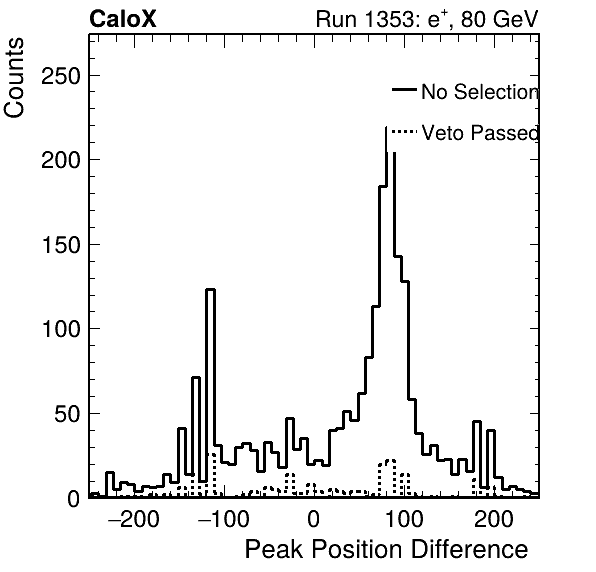 CaloX Run 1353: e⁺, 80 GeV
Counts
No Selection
Veto Passed
250
200
150
100
50
0
−200 −100 0 100 200
Peak Position Difference